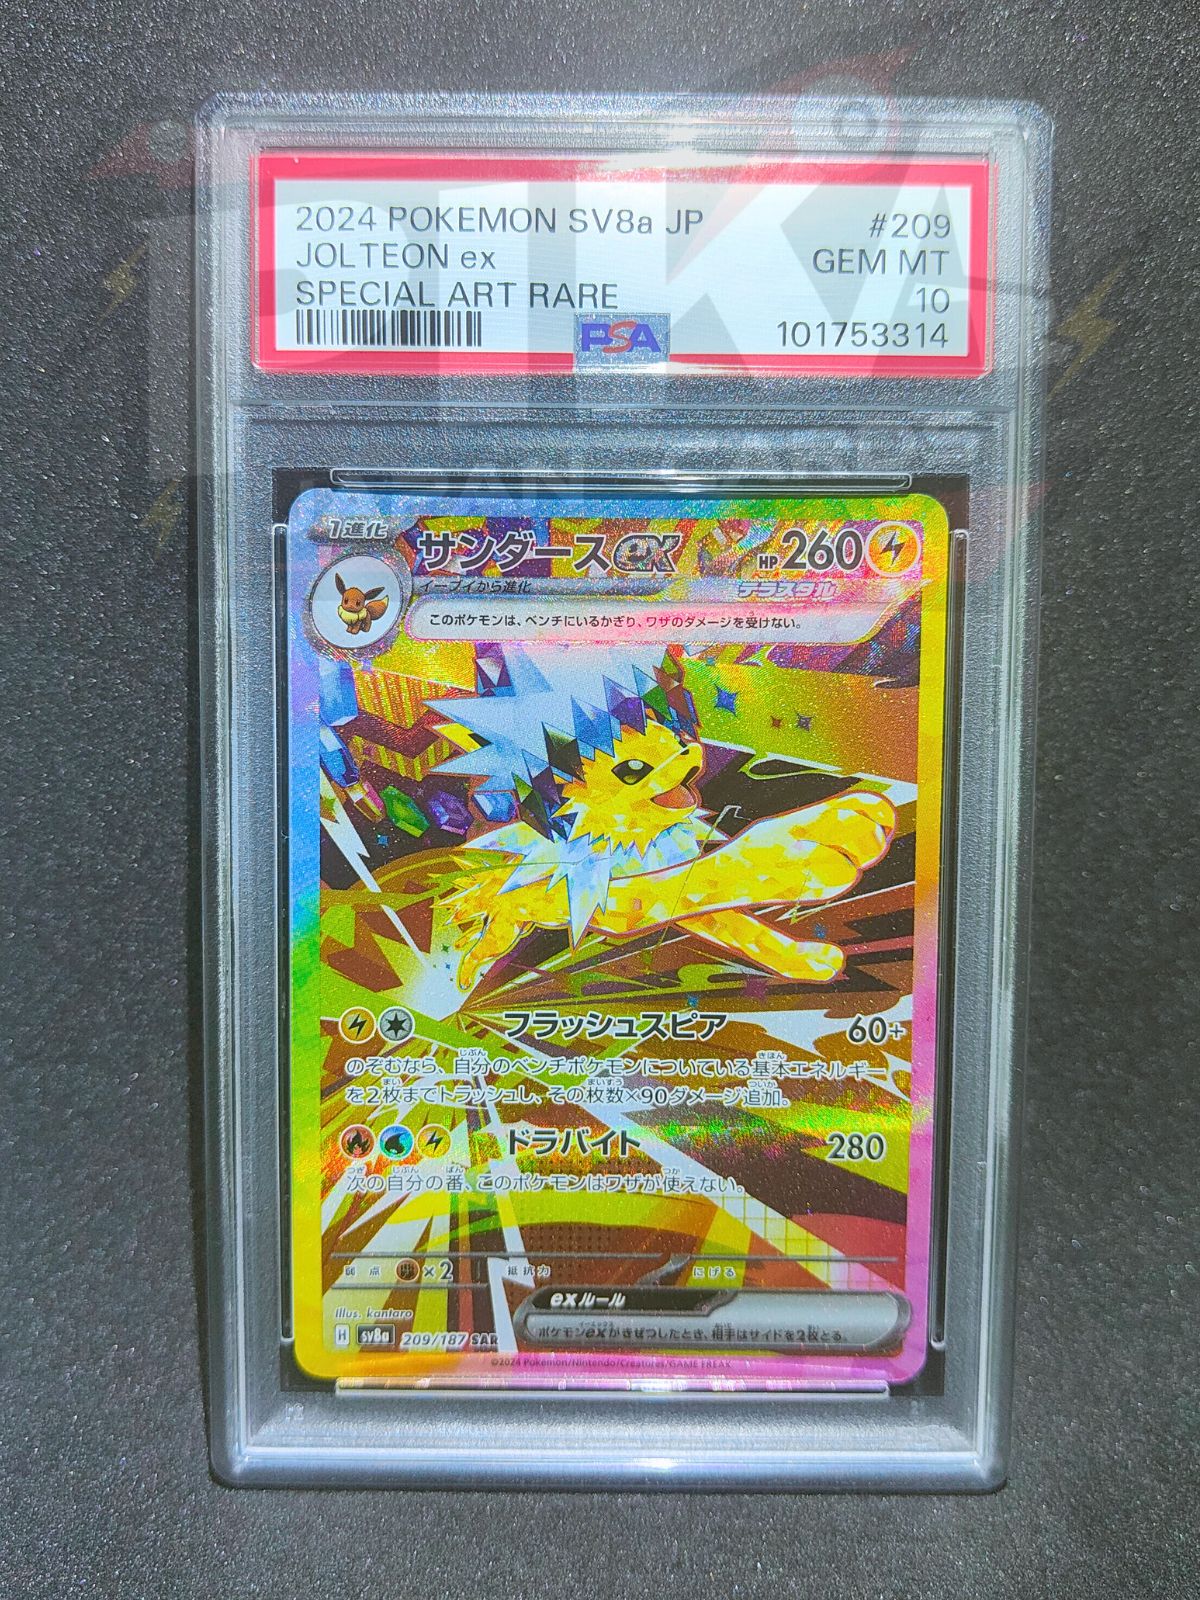 2024 POKEMON SV8a JP #209
JOLTEON ex GEM MT
SPECIAL ART RARE 10
PSA 101753314
1進化 サンダースex HP260
イーブイから進化 テラスタル
このポケモンは、ベンチにいるかぎり、ワザのダメージを受けない。
フラッシュスピア 60+
のぞむなら、自分のベンチポケモンについている基本エネルギー
を2枚までトラッシュし、その枚数×90ダメージ追加。
ドラバイト 280
次の自分の番、このポケモンはワザが使えない。
弱点 ×2 抵抗力 にげる
Illus. kantaro exルール
H sv8a 209/187 SAR ポケモンexがきぜつしたとき、相手はサイドを2枚とる。
©2024 Pokémon/Nintendo/Creatures/GAME FREAK